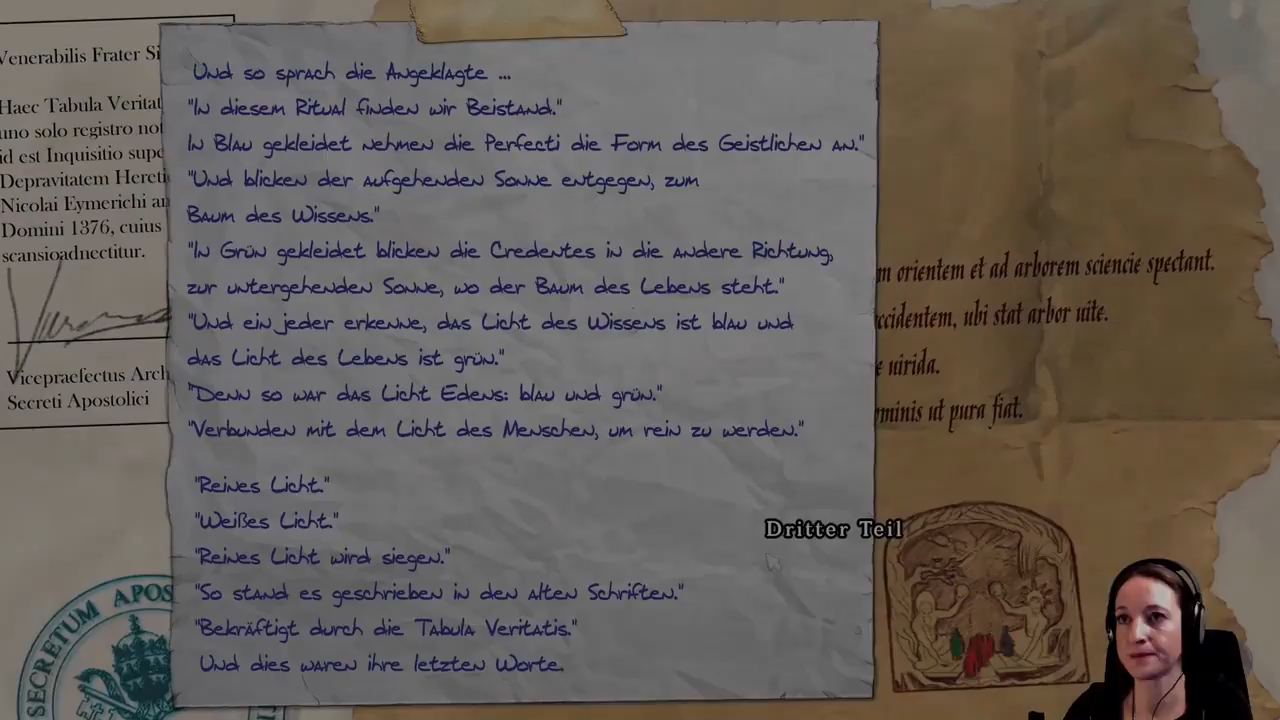 Venerabilis Frater Si
Haec Tabula Veritat
uno solo registro not
id est Inquisitio supe
Depravitatem Hereti
Nicolai Eymerichi an
Domini 1376, cuius
scansioadnectitur.
Vicepraefectus Arch
Secreti Apostolici
SECRETUM APOS
Und so sprach die Angeklagte ...
"In diesem Ritual finden wir Beistand."
In Blau gekleidet nehmen die Perfecti die Form des Geistlichen an."
"Und blicken der aufgehenden Sonne entgegen, zum
Baum des Wissens."
"In Grün gekleidet blicken die Credentes in die andere Richtung,
zur untergehenden Sonne, wo der Baum des Lebens steht."
"Und ein jeder erkenne, das Licht des Wissens ist blau und
das Licht des Lebens ist grün."
"Denn so war das Licht Edens: blau und grün."
"Verbunden mit dem Licht des Menschen, um rein zu werden."
"Reines Licht."
"Weißes Licht."
"Reines Licht wird siegen."
"So stand es geschrieben in den alten Schriften."
"Bekräftigt durch die Tabula Veritatis."
Und dies waren ihre letzten Worte.
Dritter Teil
m orientem et ad arborem sciencie spectant.
ccidentem, ubi stat arbor uite.
e uirida.
ominis ut pura fiat.